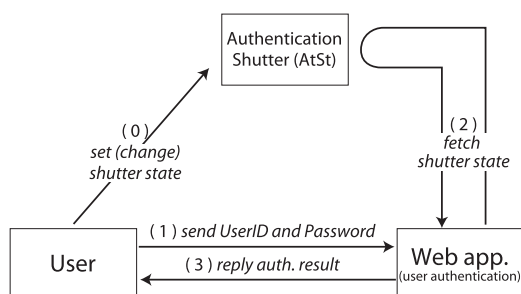 Authentication
Shutter (AtSt)
( 0 )
set (change)
shutter state
( 2 )
fetch
shutter state
( 1 ) send UserID and Password
User
( 3 ) reply auth. result
Web app.
(user authentication)